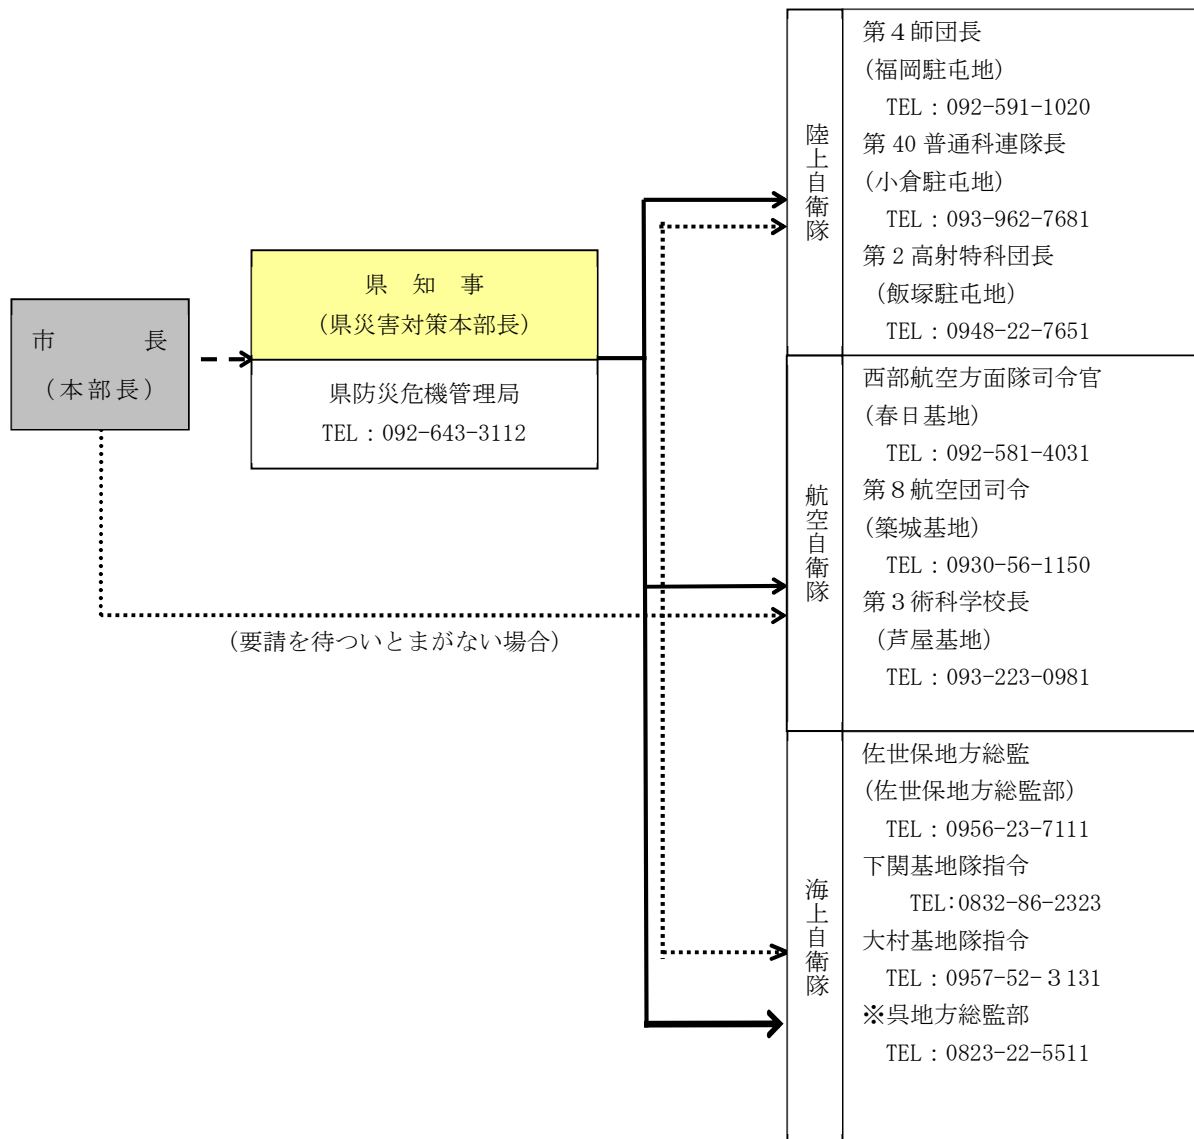 市　　　長
（本部長）
県　知　事
（県災害対策本部長）
県防災危機管理局
TEL：092-643-3112
（要請を待ついとまがない場合）
陸上自衛隊
第４師団長
(福岡駐屯地)
TEL：092-591-1020
第 40 普通科連隊長
(小倉駐屯地)
TEL：093-962-7681
第 2 高射特科団長
（飯塚駐屯地）
TEL：0948-22-7651
航空自衛隊
西部航空方面隊司令官
(春日基地)
TEL：092-581-4031
第８航空団司令
(築城基地)
TEL：0930-56-1150
第３術科学校長
（芦屋基地）
TEL：093-223-0981
海上自衛隊
佐世保地方総監
(佐世保地方総監部)
TEL：0956-23-7111
下関基地隊指令
TEL:0832-86-2323
大村基地隊指令
TEL：0957-52-３131
※呉地方総監部
TEL：0823-22-5511